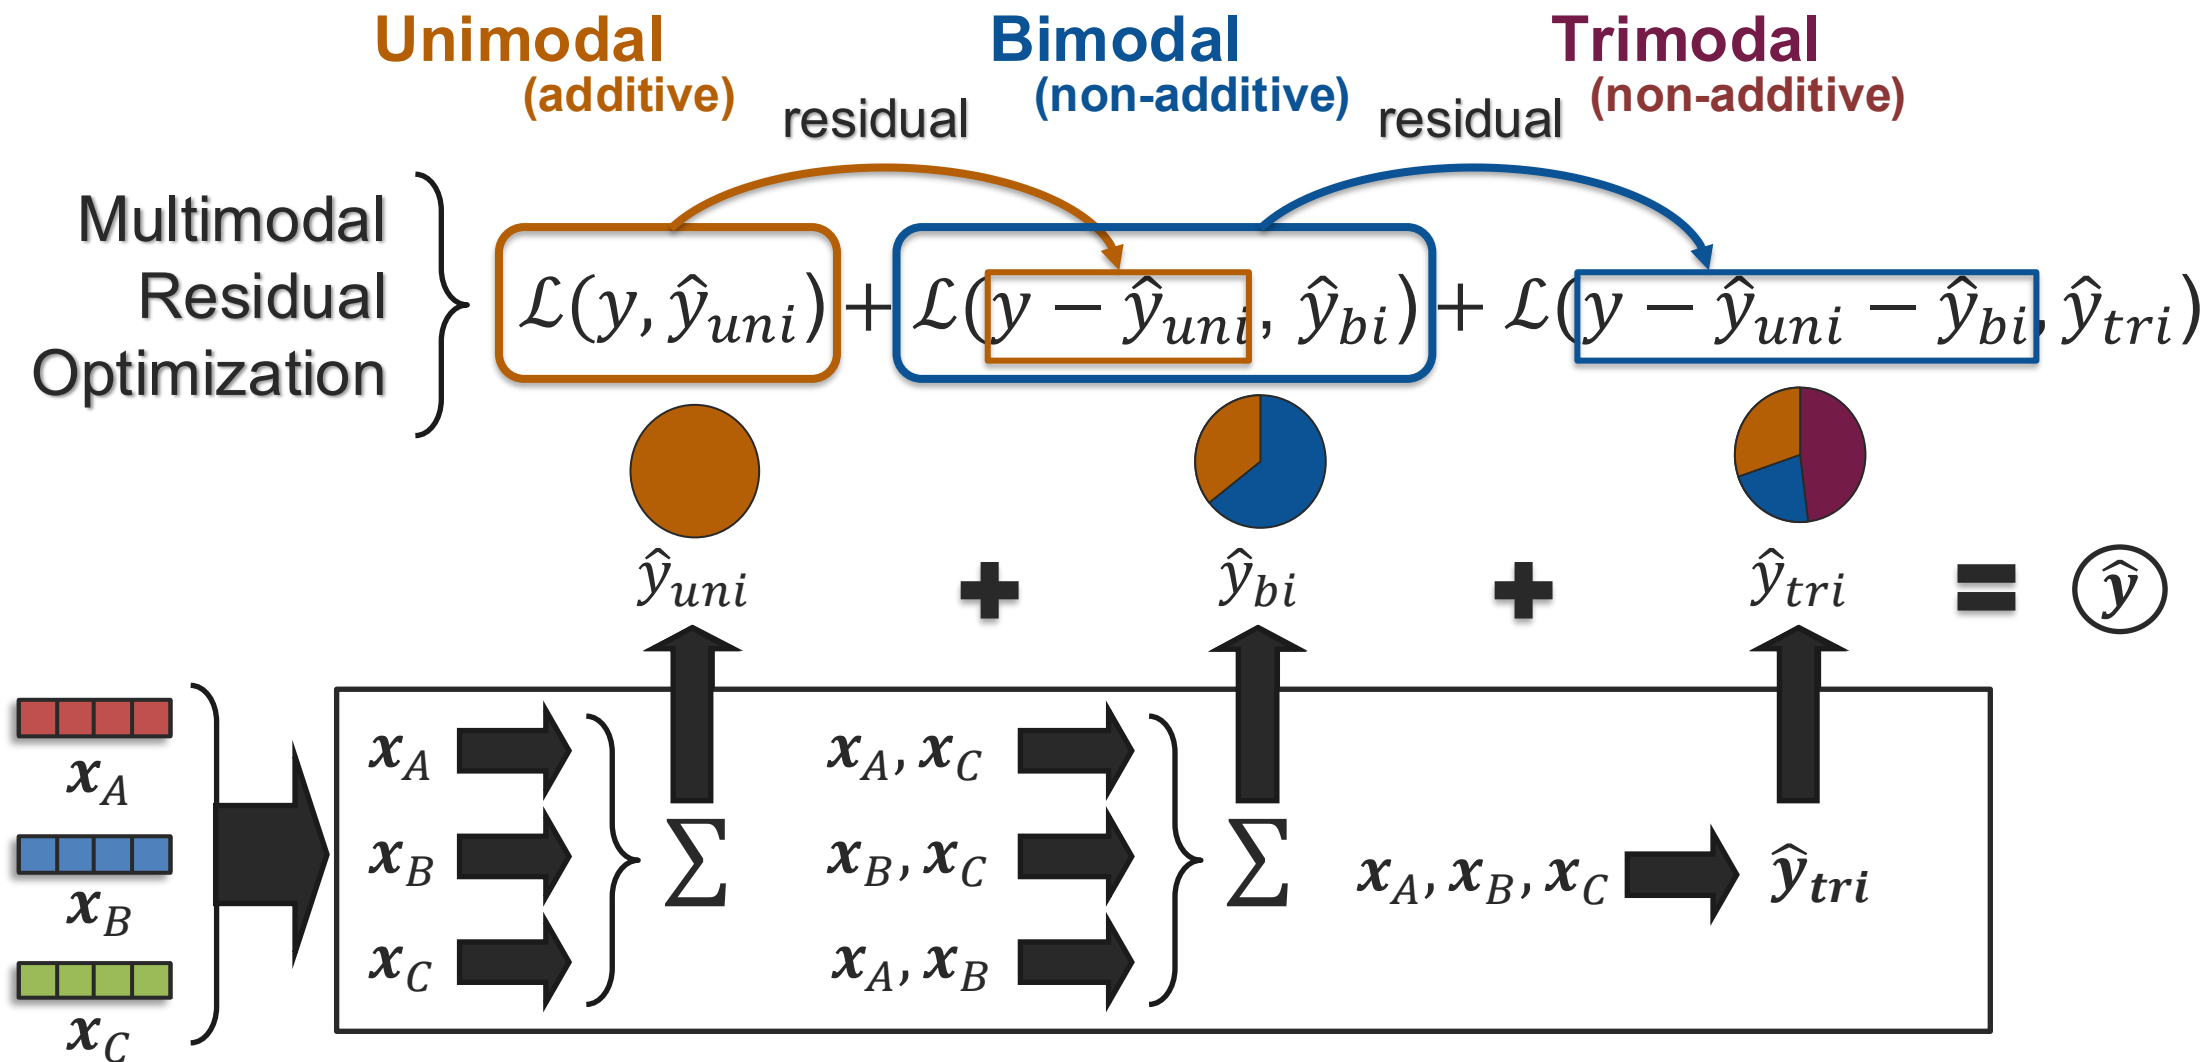 Unimodal
(additive)
Bimodal
(non-additive)
Trimodal
(non-additive)
residual
residual
Multimodal
Residual
Optimization
ℒ(y, ŷ_uni) + ℒ(y − ŷ_uni, ŷ_bi) + ℒ(y − ŷ_uni − ŷ_bi, ŷ_tri)
ŷ_uni + ŷ_bi + ŷ_tri = ŷ
x_A
x_B
x_C
x_A
x_B
x_C
∑
x_A, x_C
x_B, x_C
x_A, x_B
∑
x_A, x_B, x_C
ŷ_tri